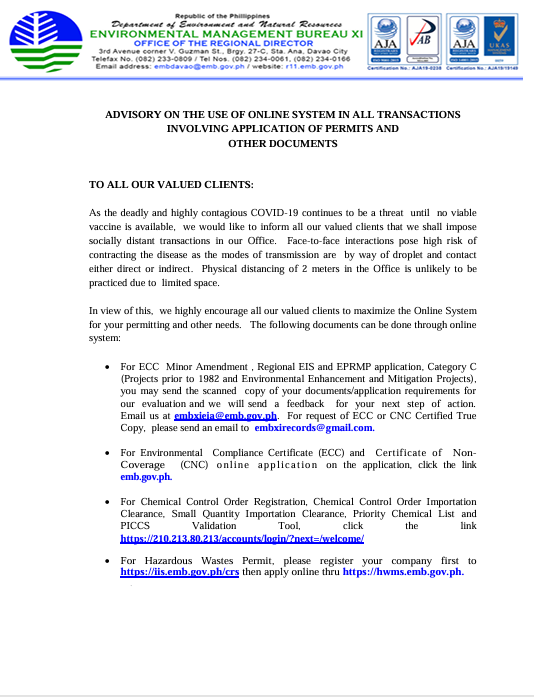 Republic of the Philippines
Department of Environment and Natural Resources
ENVIRONMENTAL MANAGEMENT BUREAU XI
OFFICE OF THE REGIONAL DIRECTOR
3rd Avenue corner V. Guzman St., Brgy. 27-C, Sta. Ana, Davao City
Telefax No. (082) 233-0809 / Tel Nos. (082) 234-0061 / (082) 234-0166
Email address: embdavao@emb.gov.ph / website: r11.emb.gov.ph
AJA
AB
AJA
UKAS
ADVISORY ON THE USE OF ONLINE SYSTEM IN ALL TRANSACTIONS
INVOLVING APPLICATION OF PERMITS AND
OTHER DOCUMENTS
TO ALL OUR VALUED CLIENTS:
As the deadly and highly contagious COVID-19 continues to be a threat until no viable
vaccine is available, we would like to inform all our valued clients that we shall impose
socially distant transactions in our Office. Face-to-face interactions pose high risk of
contracting the disease as the modes of transmission are by way of droplet and contact
either direct or indirect. Physical distancing of 2 meters in the Office is unlikely to be
practiced due to limited space.
In view of this, we highly encourage all our valued clients to maximize the Online System
for your permitting and other needs. The following documents can be done through online
system:
• For ECC Minor Amendment , Regional EIS and EPRMP application, Category C
(Projects prior to 1982 and Environmental Enhancement and Mitigation Projects),
you may send the scanned copy of your documents/application requirements for
our evaluation and we will send a feedback for your next step of action.
Email us at embxieia@emb.gov.ph. For request of ECC or CNC Certified True
Copy, please send an email to embxirecords@gmail.com.
• For Environmental Compliance Certificate (ECC) and Certificate of Non-
Coverage (CNC) online application on the application, click the link
emb.gov.ph.
• For Chemical Control Order Registration, Chemical Control Order Importation
Clearance, Small Quantity Importation Clearance, Priority Chemical List and
PICCS Validation Tool, click the link
https://210.213.80.213/accounts/login/?next=/welcome/
• For Hazardous Wastes Permit, please register your company first to
https://iis.emb.gov.ph/crs then apply online thru https://hwms.emb.gov.ph.